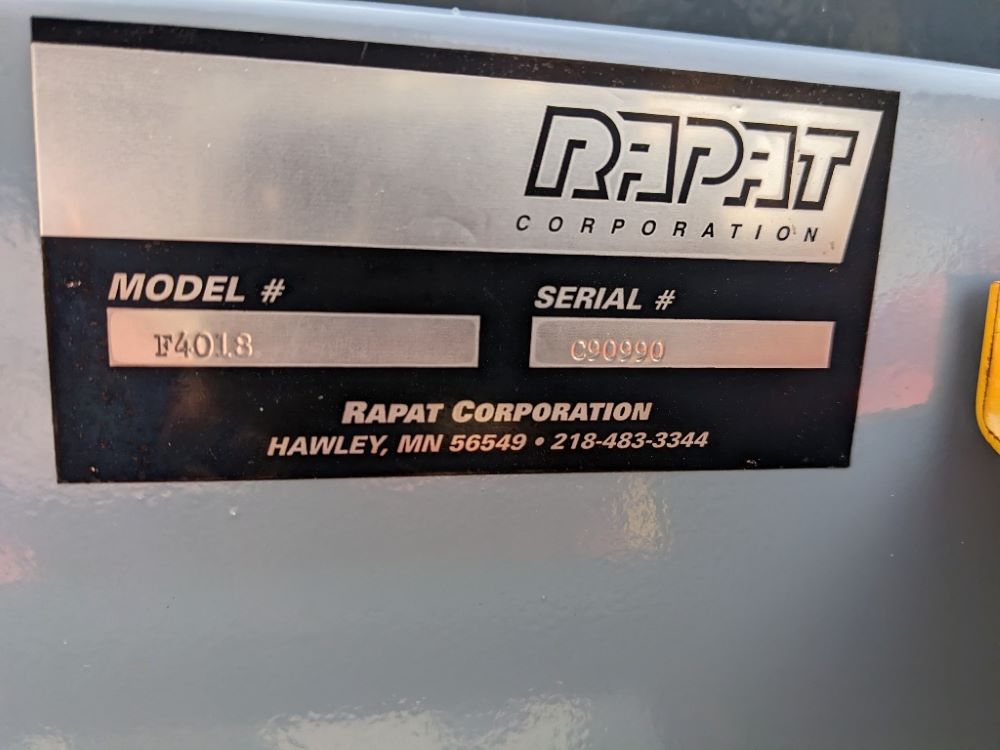 RAPAT
CORPORATION
MODEL # SERIAL #
F4018 C90990
RAPAT CORPORATION
HAWLEY, MN 56549 • 218-483-3344